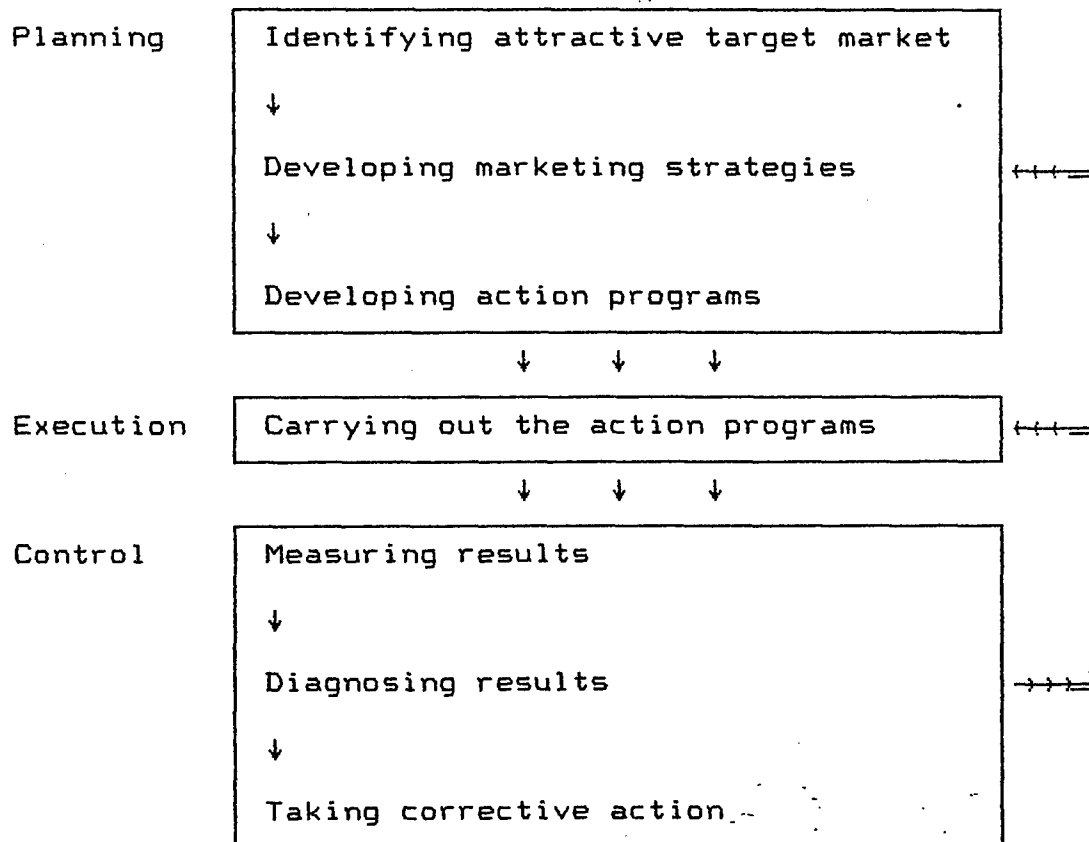 Planning Identifying attractive target market
↓
Developing marketing strategies
↓
Developing action programs
↓ ↓ ↓
Execution Carrying out the action programs
↓ ↓ ↓
Control Measuring results
↓
Diagnosing results
↓
Taking corrective action